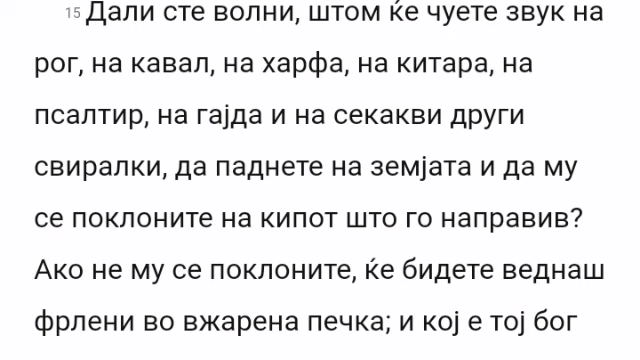 15 Дали сте волни, штом ќе чуете звук на
рог, на кавал, на харфа, на китара, на
псалтир, на гајда и на секакви други
свиралки, да паднете на земјата и да му
се поклоните на кипот што го направив?
Ако не му се поклоните, ќе бидете веднаш
фрлени во вжарена печка; и кој е тој бог